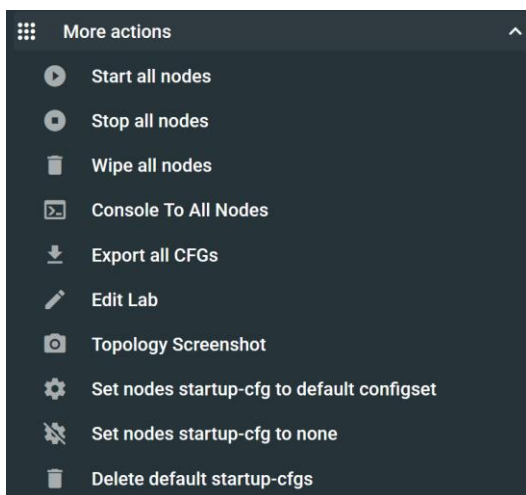 More actions
Start all nodes
Stop all nodes
Wipe all nodes
Console To All Nodes
Export all CFGs
Edit Lab
Topology Screenshot
Set nodes startup-cfg to default configset
Set nodes startup-cfg to none
Delete default startup-cfgs